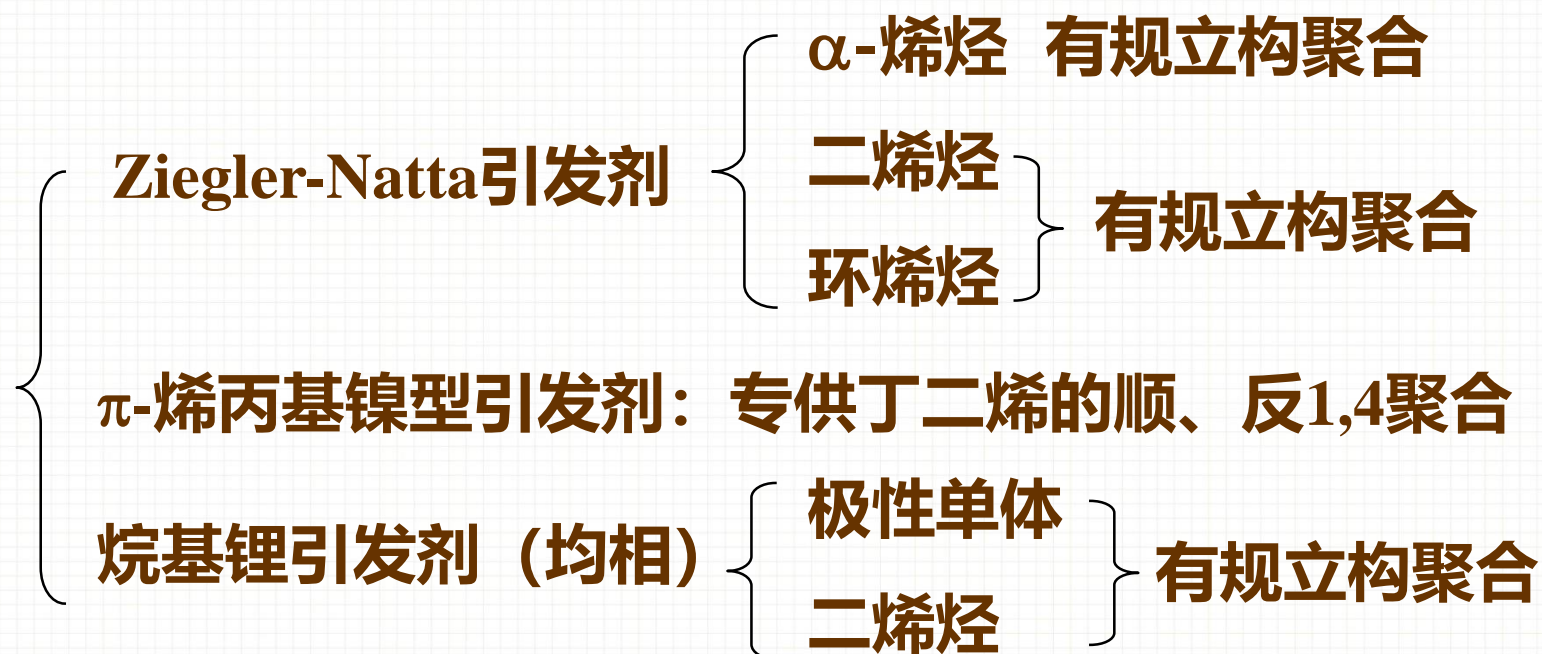 α-烯烃 有规立构聚合
Ziegler-Natta引发剂
二烯烃
有规立构聚合
环烯烃
π-烯丙基镍型引发剂：专供丁二烯的顺、反1,4聚合
极性单体
烷基锂引发剂（均相）
有规立构聚合
二烯烃